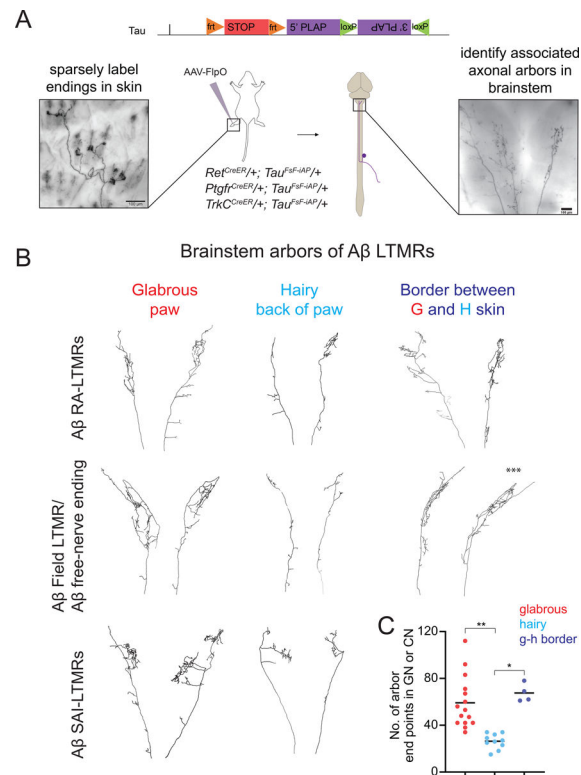 A
Tau
frt
STOP
frt
5' PLAP
loxP
3' PLAP
loxP
sparsely label
endings in skin
AAV-FlpO
identify associated
axonal arbors in
brainstem
Ret^CreER/+; Tau^FsF-iAP/+
Ptgfr^CreER/+; Tau^FsF-iAP/+
TrkC^CreER/+; Tau^FsF-iAP/+
B
Brainstem arbors of Aβ LTMRs
Glabrous
paw
Hairy
back of paw
Border between
G and H skin
Aβ RA-LTMRs
Aβ Field LTMR/
Aβ free-nerve ending
***
Aβ SAI-LTMRs
C
glabrous
hairy
g-h border
No. of arbor
end points in GN or CN
120
80
40
0
**
*